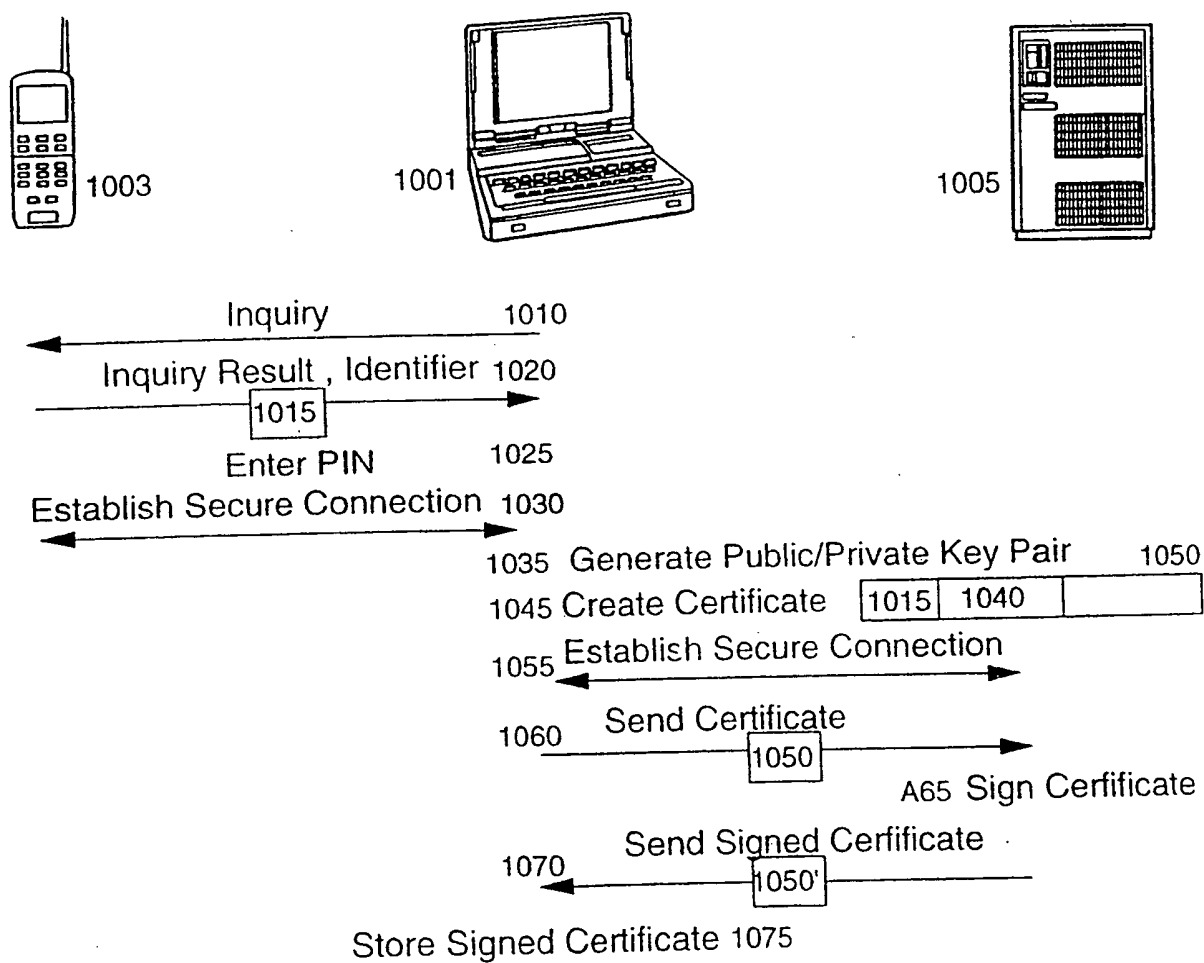 1003
1001
1005
Inquiry 1010
Inquiry Result , Identifier 1020
1015
Enter PIN 1025
Establish Secure Connection 1030
1035 Generate Public/Private Key Pair 1050
1045 Create Certificate 1015 1040
1055 Establish Secure Connection
1060 Send Certificate
1050
A65 Sign Cerfificate
Send Signed Cerfificate
1070
1050'
Store Signed Certificate 1075